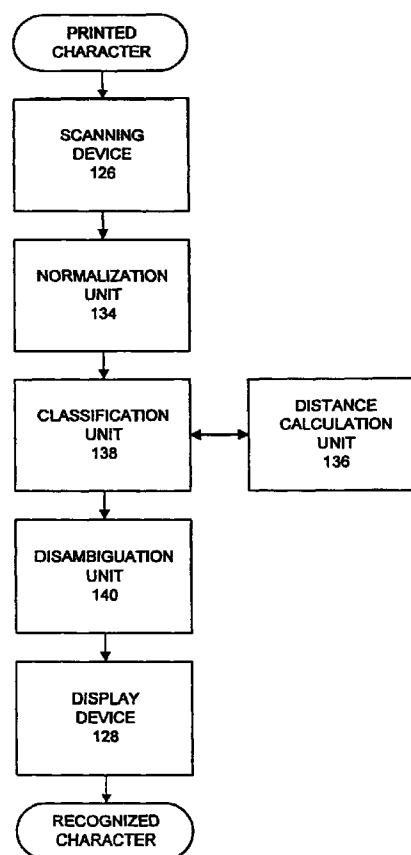 PRINTED
CHARACTER
SCANNING
DEVICE
126
NORMALIZATION
UNIT
134
CLASSIFICATION
UNIT
138
DISTANCE
CALCULATION
UNIT
136
DISAMBIGUATION
UNIT
140
DISPLAY
DEVICE
128
RECOGNIZED
CHARACTER